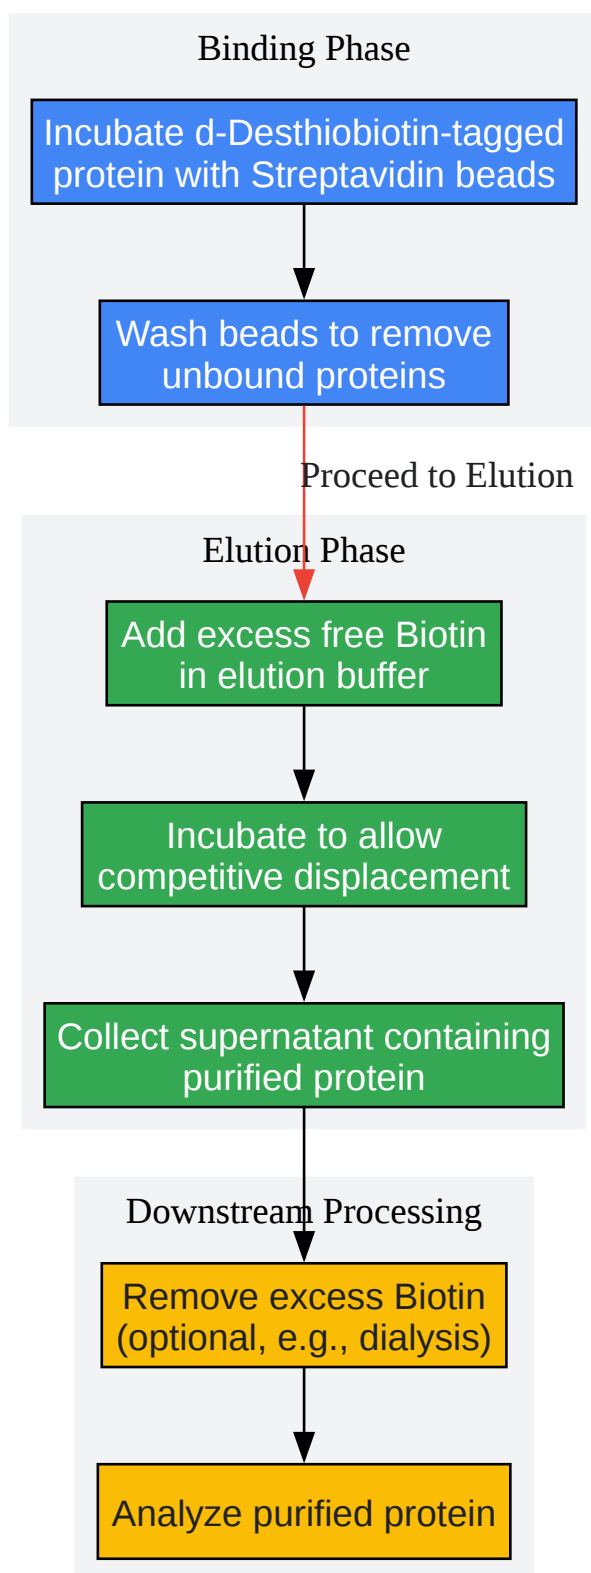 Binding Phase
Incubate d-Desthiobiotin-tagged
protein with Streptavidin beads
Wash beads to remove
unbound proteins
Proceed to Elution
Elution Phase
Add excess free Biotin
in elution buffer
Incubate to allow
competitive displacement
Collect supernatant containing
purified protein
Downstream Processing
Remove excess Biotin
(optional, e.g., dialysis)
Analyze purified protein